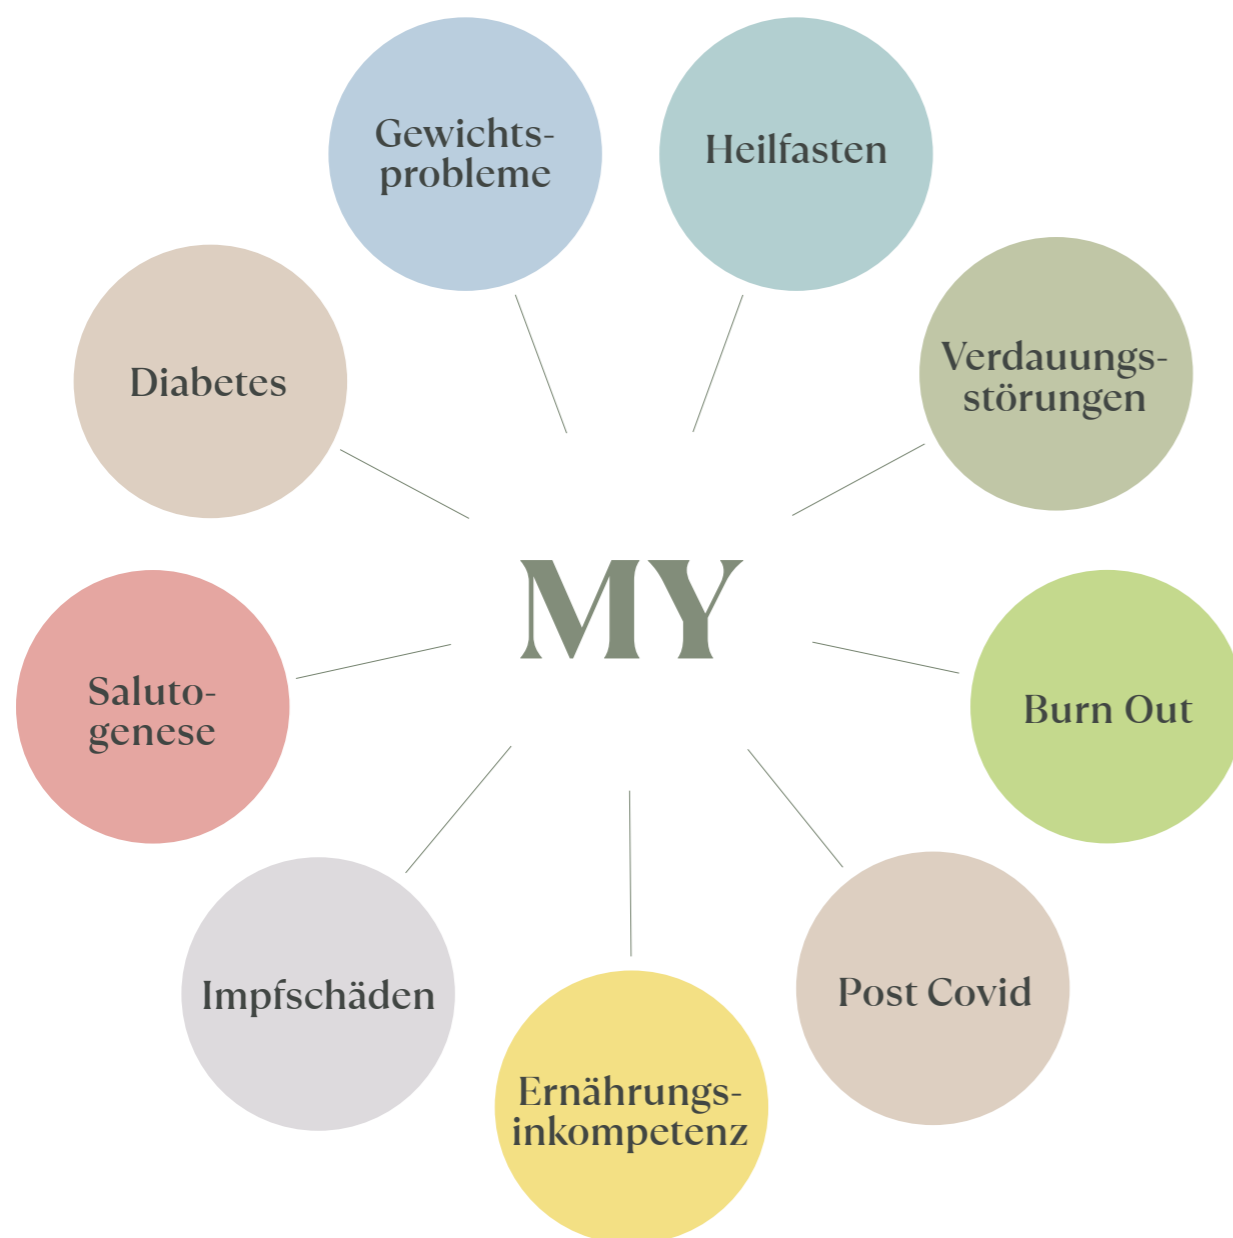 Gewichts-
probleme
Heilfasten
Verdauungs-
störungen
Diabetes
MY
Saluto-
genese
Burn Out
Impfschäden
Post Covid
Ernährungs-
inkompetenz